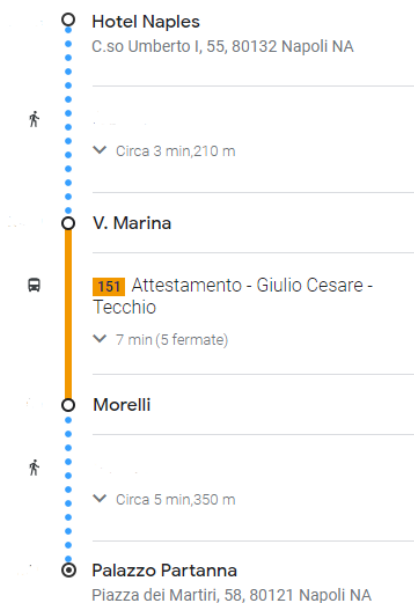 Hotel Naples
C.so Umberto I, 55, 80132 Napoli NA
Circa 3 min,210 m
V. Marina
151 Attestamento - Giulio Cesare -
Tecchio
7 min (5 fermate)
Morelli
Circa 5 min,350 m
Palazzo Partanna
Piazza dei Martiri, 58, 80121 Napoli NA